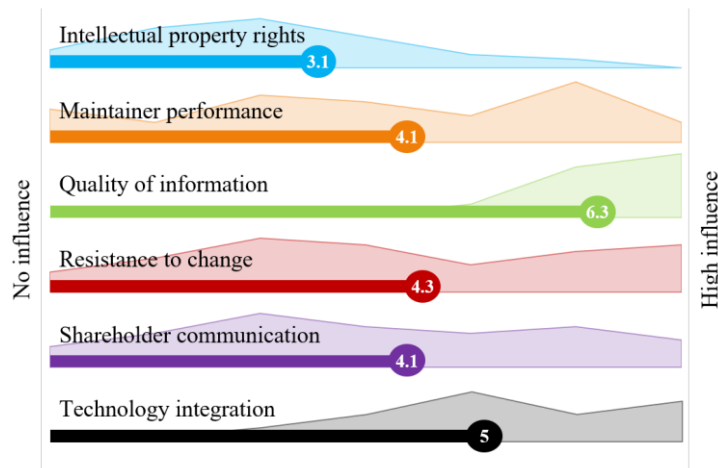 Intellectual property rights
3.1
Maintainer performance
4.1
Quality of information
6.3
Resistance to change
4.3
Shareholder communication
4.1
Technology integration
5
No influence
High influence